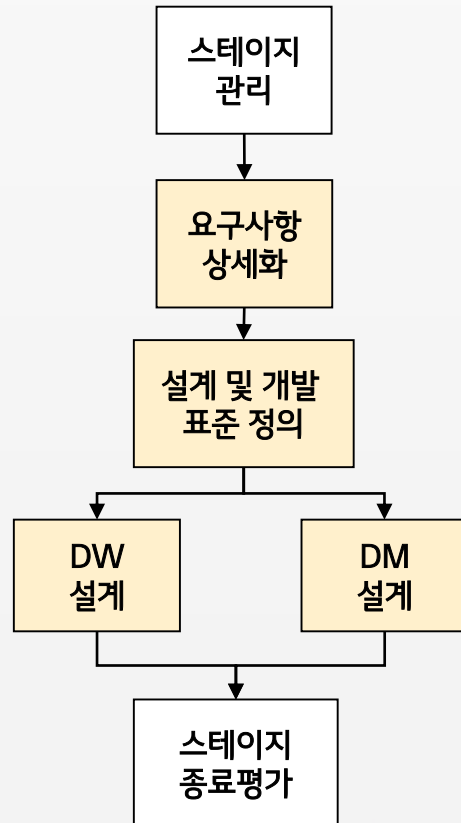 스테이지
관리
요구사항
상세화
설계 및 개발
표준 정의
DW
설계
DM
설계
스테이지
종료평가